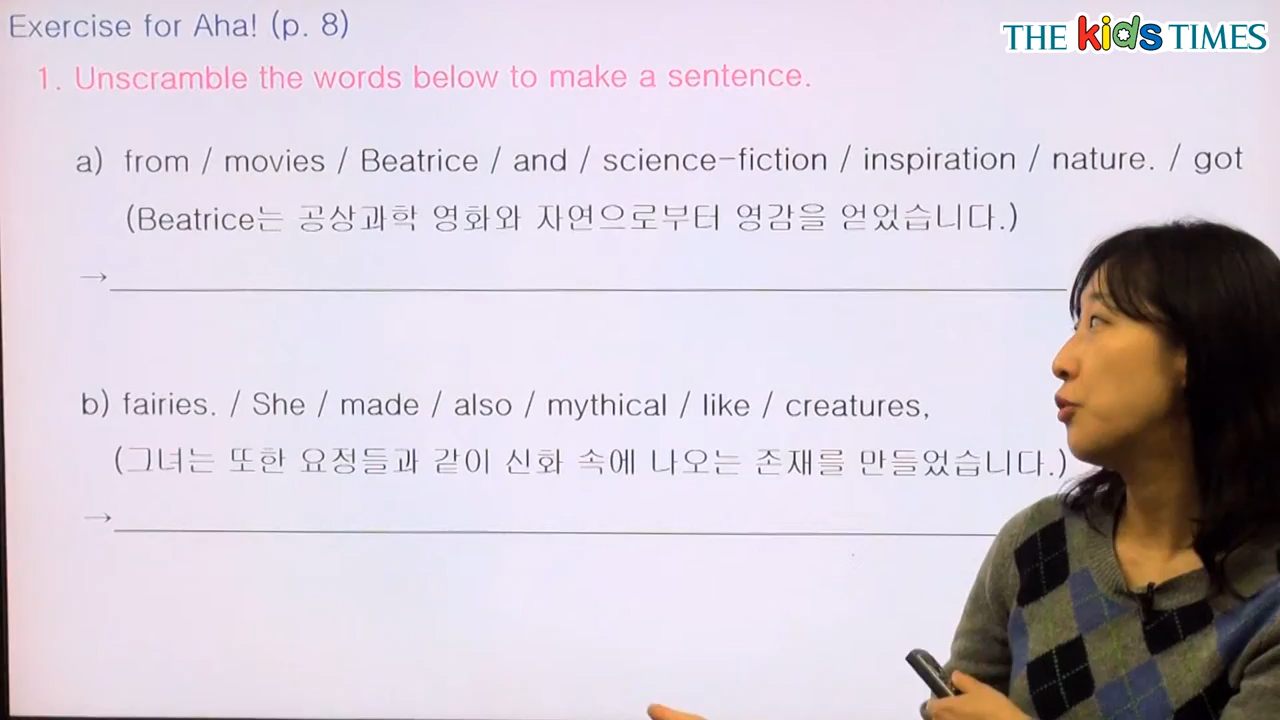 Exercise for Aha! (p. 8)
THE kids TIMES
1. Unscramble the words below to make a sentence.
a) from / movies / Beatrice / and / science-fiction / inspiration / nature. / got
(Beatrice는 공상과학 영화와 자연으로부터 영감을 얻었습니다.)
→
b) fairies. / She / made / also / mythical / like / creatures,
(그녀는 또한 요정들과 같이 신화 속에 나오는 존재를 만들었습니다.)
→